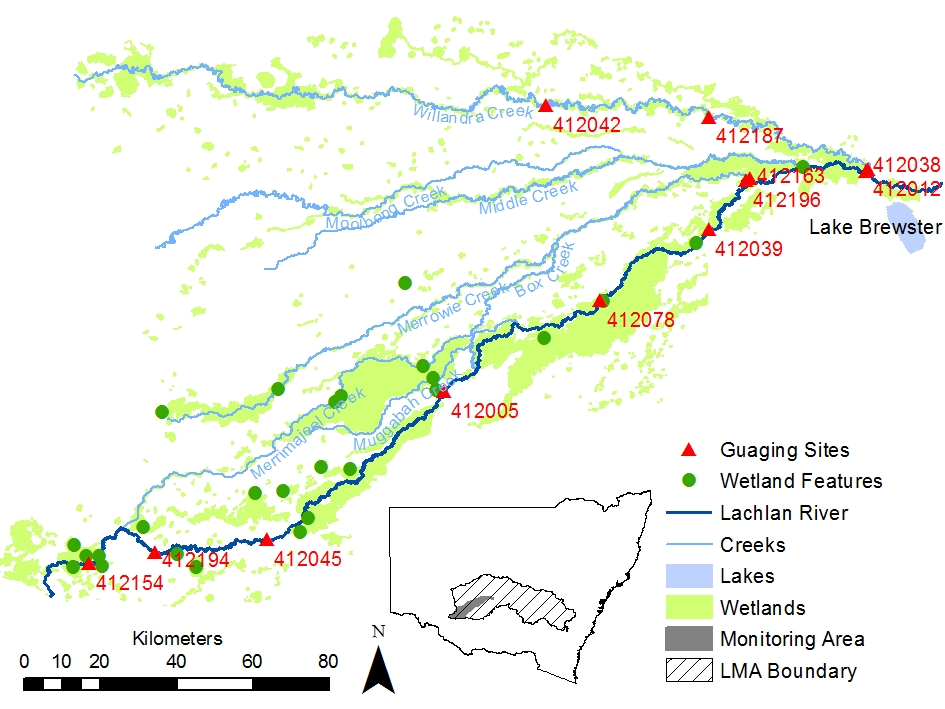 Willandra Creek
412042
412187
412038
412163
412012
412196
Moolbong Creek
Middle Creek
Lake Brewster
412039
Box Creek
Merrowie Creek
412078
Muggabah Creek
412005
Merrimajeel Creek
Guaging Sites
Wetland Features
Lachlan River
Creeks
Lakes
Wetlands
Monitoring Area
LMA Boundary
412045
412194
412154
N
Kilometers
0 10 20 40 60 80